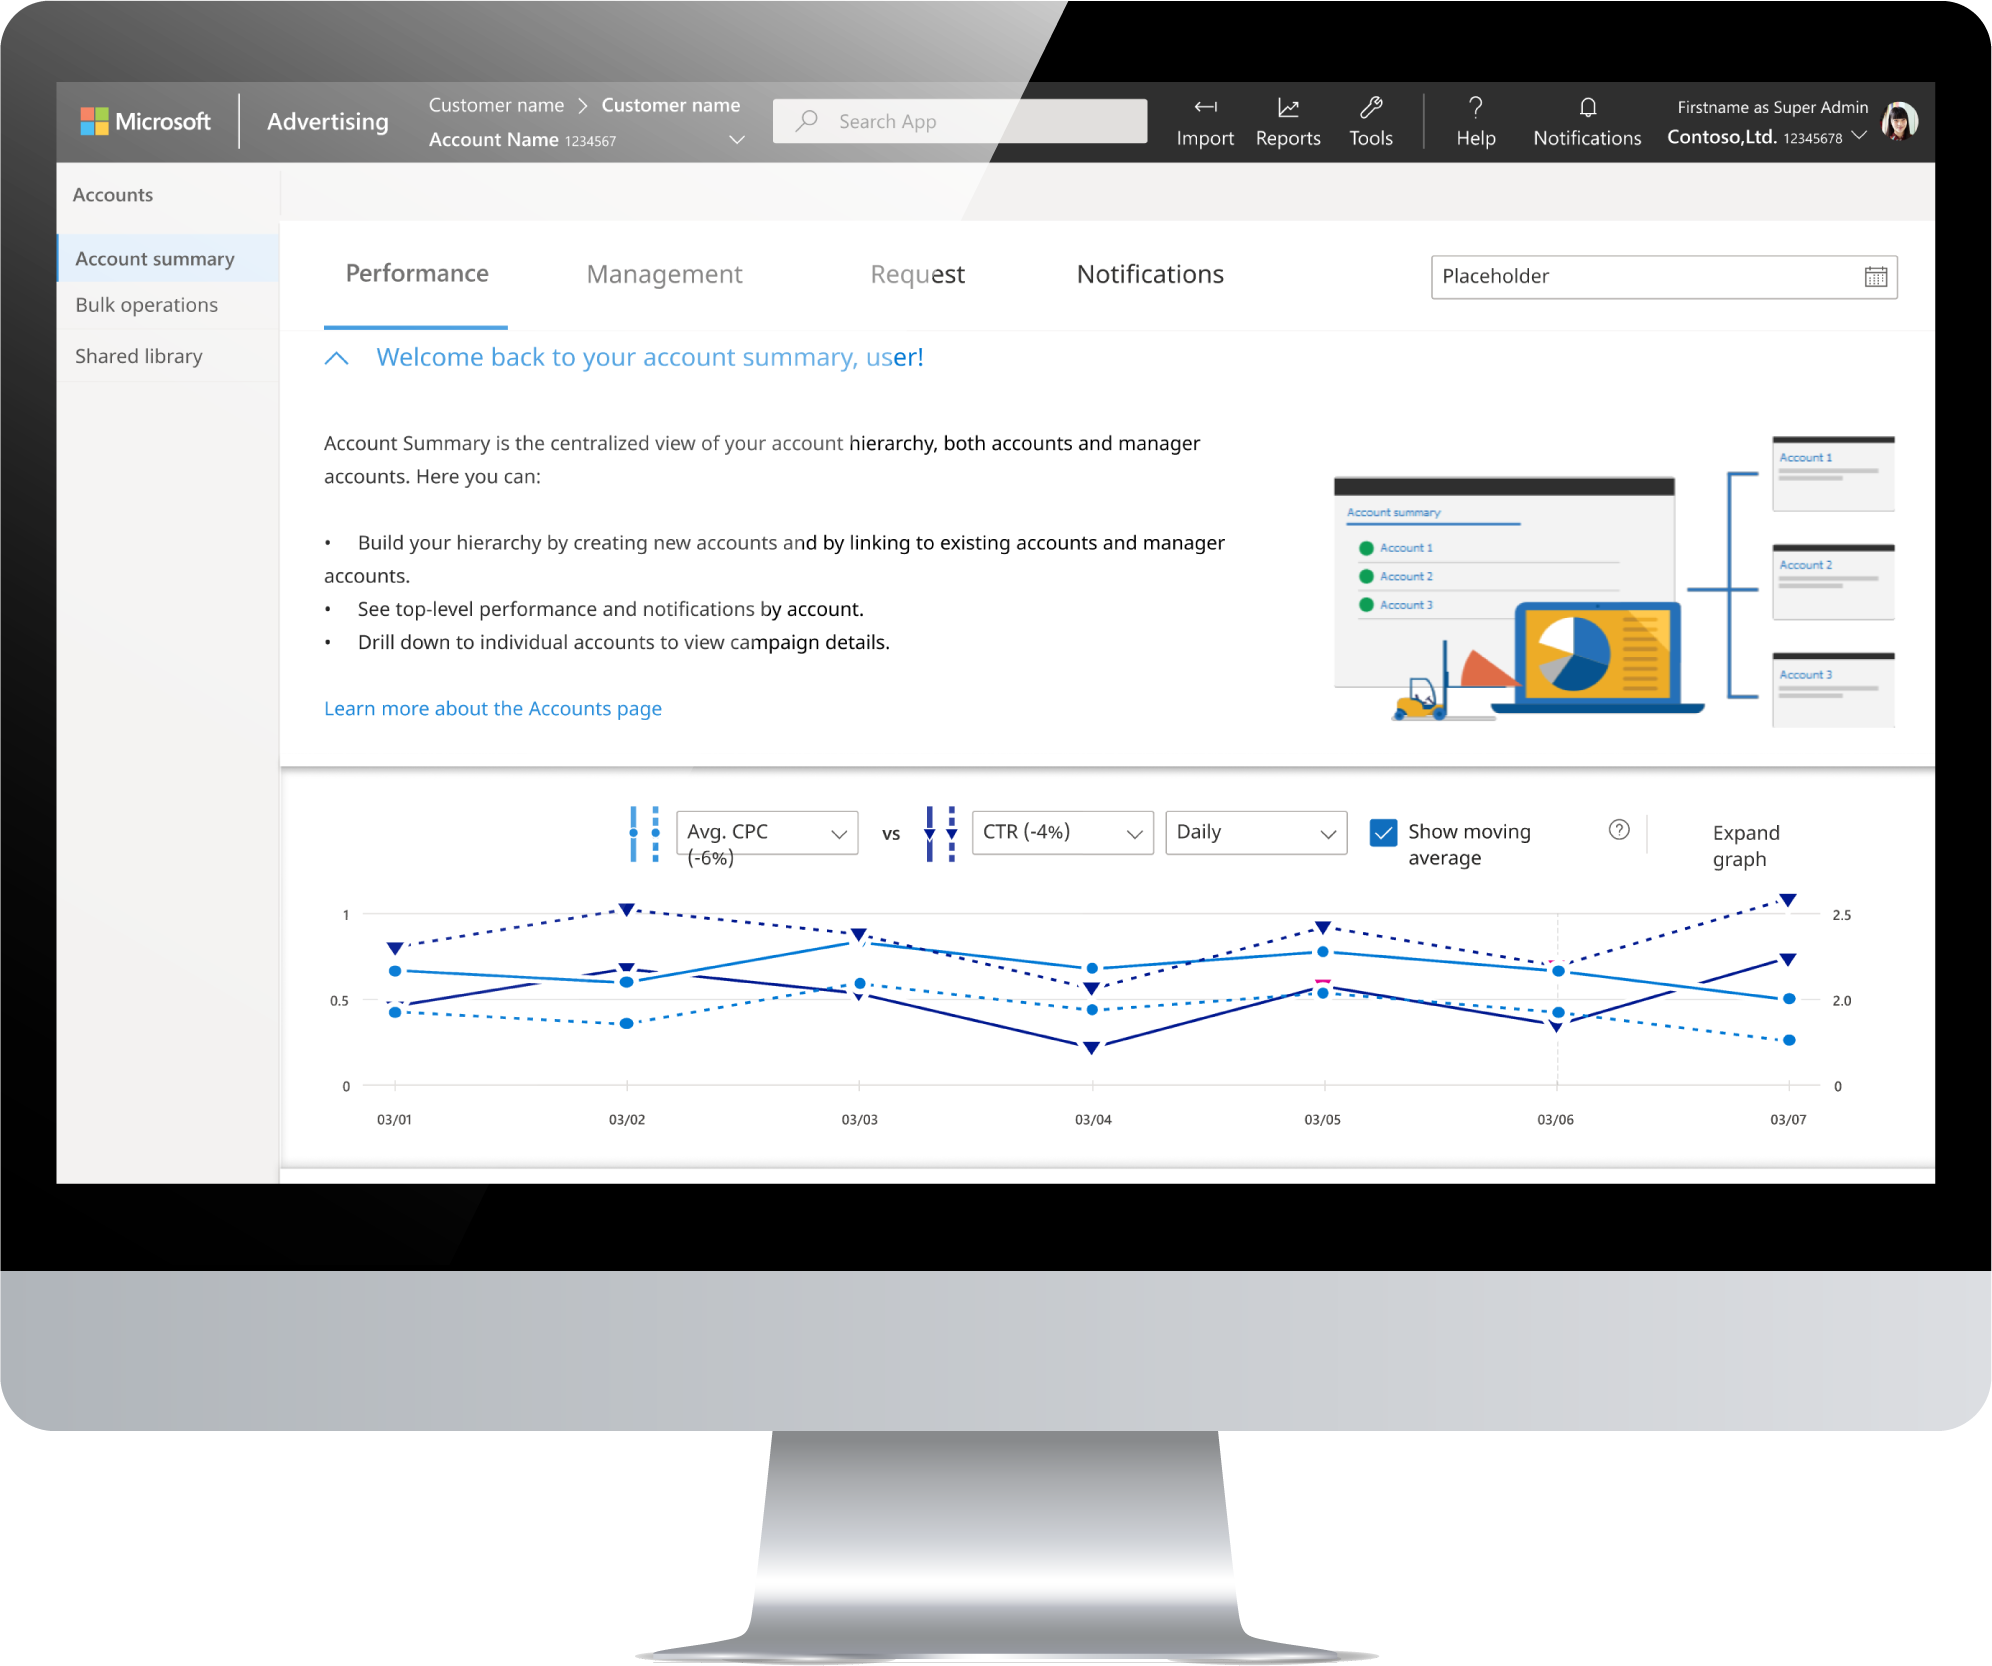 Microsoft
Advertising
Customer name > Customer name
Account Name 1234567
Search App
Import
Reports
Tools
Help
Notifications
Firstname as Super Admin
Contoso,Ltd. 12345678
Accounts
Account summary
Bulk operations
Shared library
Performance
Management
Request
Notifications
Placeholder
Welcome back to your account summary, user!
Account Summary is the centralized view of your account hierarchy, both accounts and manager
accounts. Here you can:
• Build your hierarchy by creating new accounts and by linking to existing accounts and manager
accounts.
• See top-level performance and notifications by account.
• Drill down to individual accounts to view campaign details.
Learn more about the Accounts page
Account summary
Account 1
Account 2
Account 3
Account 1
Account 2
Account 3
Avg. CPC
(-6%)
vs
CTR (-4%)
Daily
Show moving
average
Expand
graph
1
0.5
0
2.5
2.0
0
03/01
03/02
03/03
03/04
03/05
03/06
03/07